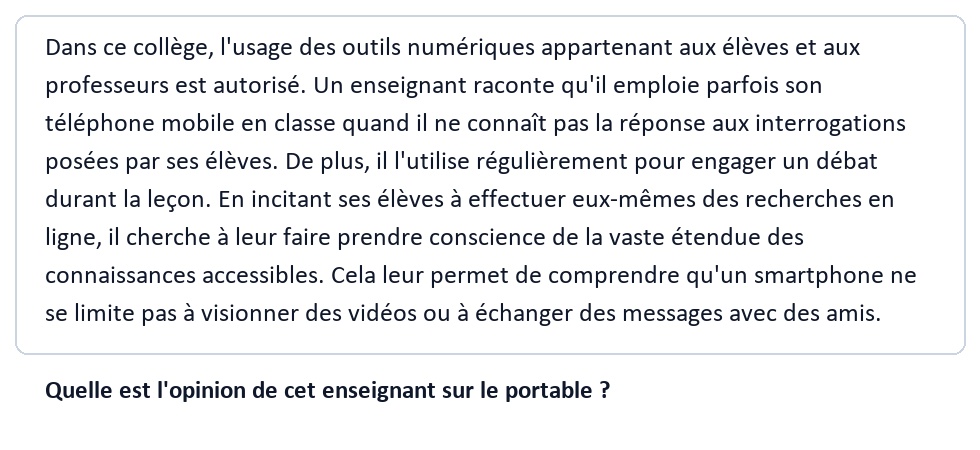 Dans ce collège, l'usage des outils numériques appartenant aux élèves et aux
professeurs est autorisé. Un enseignant raconte qu'il emploie parfois son
téléphone mobile en classe quand il ne connaît pas la réponse aux interrogations
posées par ses élèves. De plus, il l'utilise régulièrement pour engager un débat
durant la leçon. En incitant ses élèves à effectuer eux-mêmes des recherches en
ligne, il cherche à leur faire prendre conscience de la vaste étendue des
connaissances accessibles. Cela leur permet de comprendre qu'un smartphone ne
se limite pas à visionner des vidéos ou à échanger des messages avec des amis.
Quelle est l'opinion de cet enseignant sur le portable ?